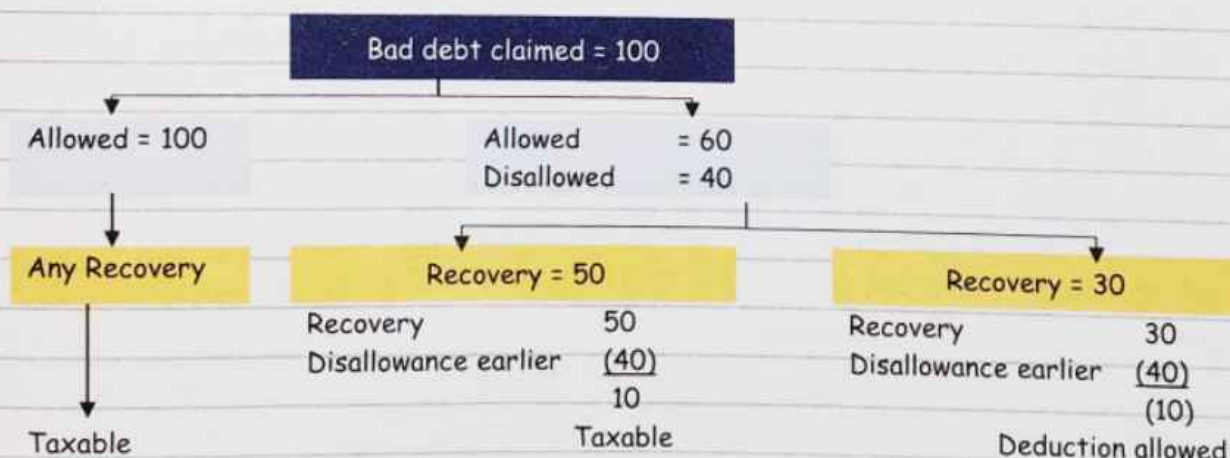 Bad debt claimed = 100
Allowed = 100
Allowed = 60
Disallowed = 40
Any Recovery
Recovery = 50
Recovery = 30
Recovery 50
Disallowance earlier (40)
10
Taxable
Recovery 30
Disallowance earlier (40)
(10)
Deduction allowed
Taxable